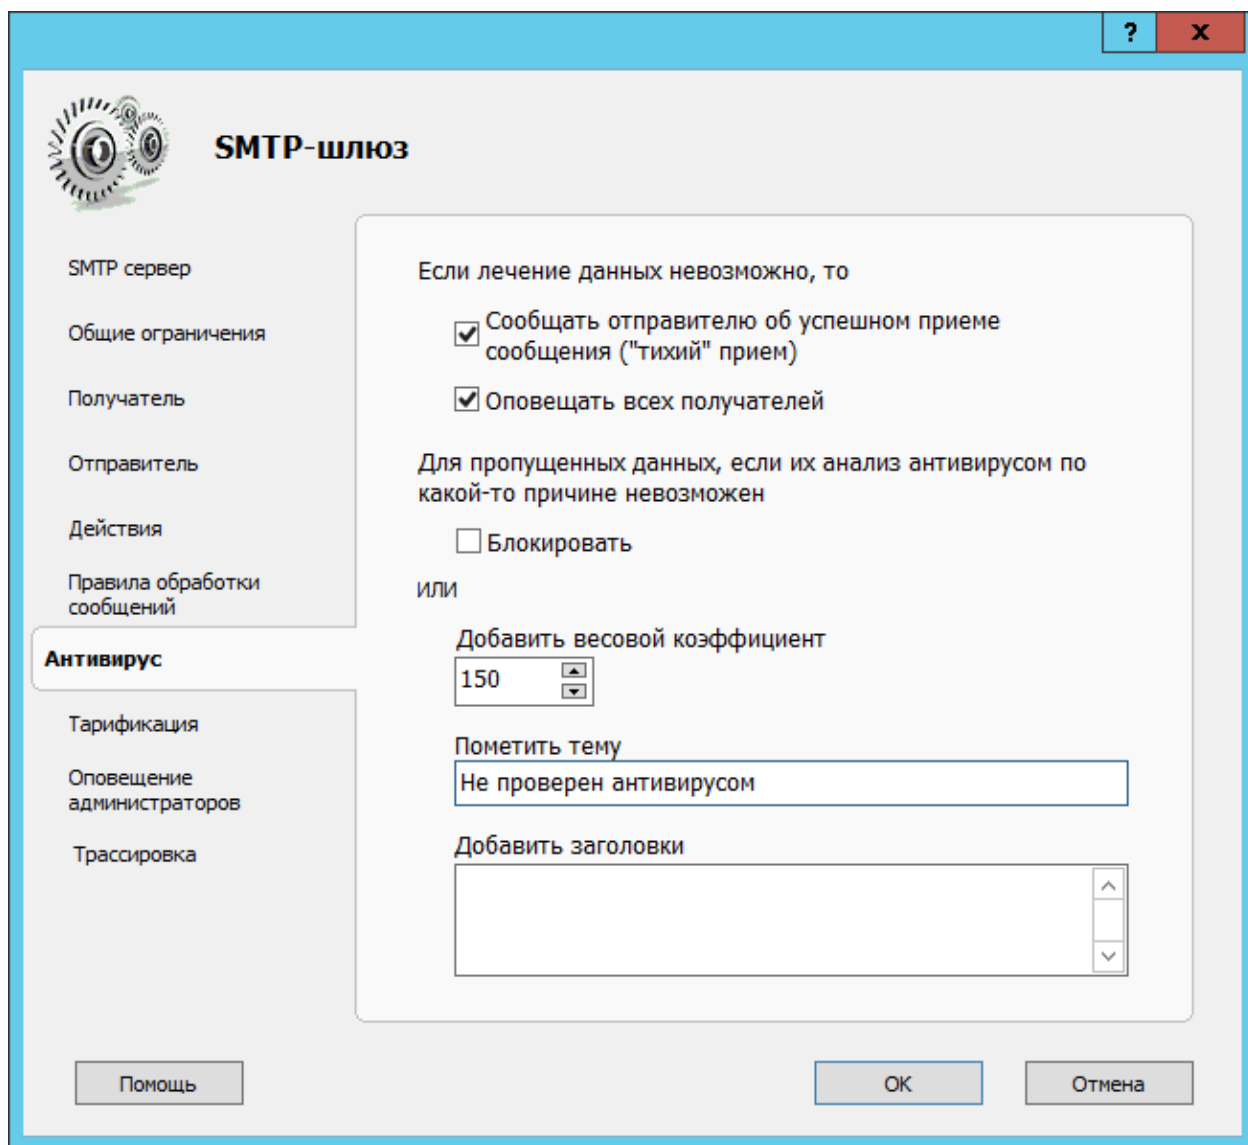 ?
x
SMTP-шлюз
SMTP сервер
Общие ограничения
Получатель
Отправитель
Действия
Правила обработки
сообщений
Антивирус
Тарификация
Оповещение
администраторов
Трассировка
Если лечение данных невозможно, то
Сообщать отправителю об успешном приеме
сообщения ("тихий" прием)
Оповещать всех получателей
Для пропущенных данных, если их анализ антивирусом по
какой-то причине невозможен
Блокировать
ИЛИ
Добавить весовой коэффициент
150
Пометить тему
Не проверен антивирусом
Добавить заголовки
Помощь
OK
Отмена